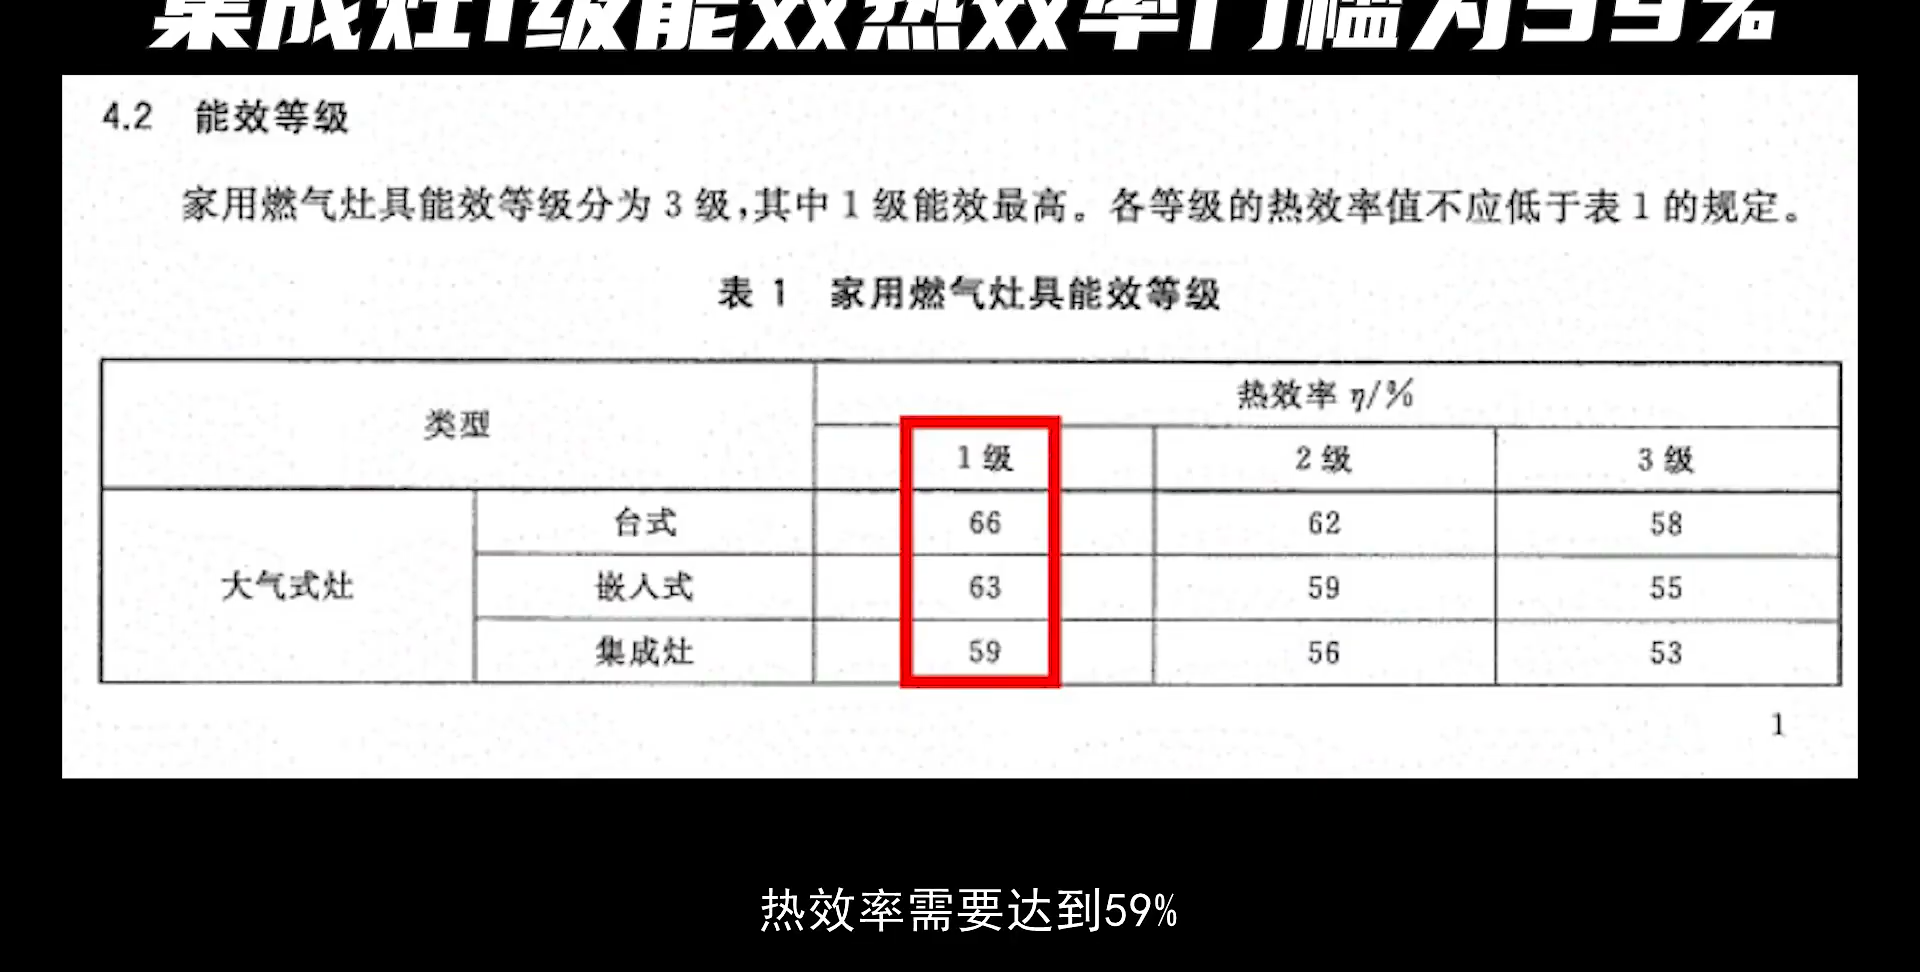 集成灶1级能效热效率门槛为59%
4.2 能效等级
家用燃气灶具能效等级分为3级,其中1级能效最高。各等级的热效率值不应低于表1的规定。
表1 家用燃气灶具能效等级
类型 热效率 η/%
1级 2级 3级
大气式灶 台式 66 62 58
嵌入式 63 59 55
集成灶 59 56 53
1
热效率需要达到59%